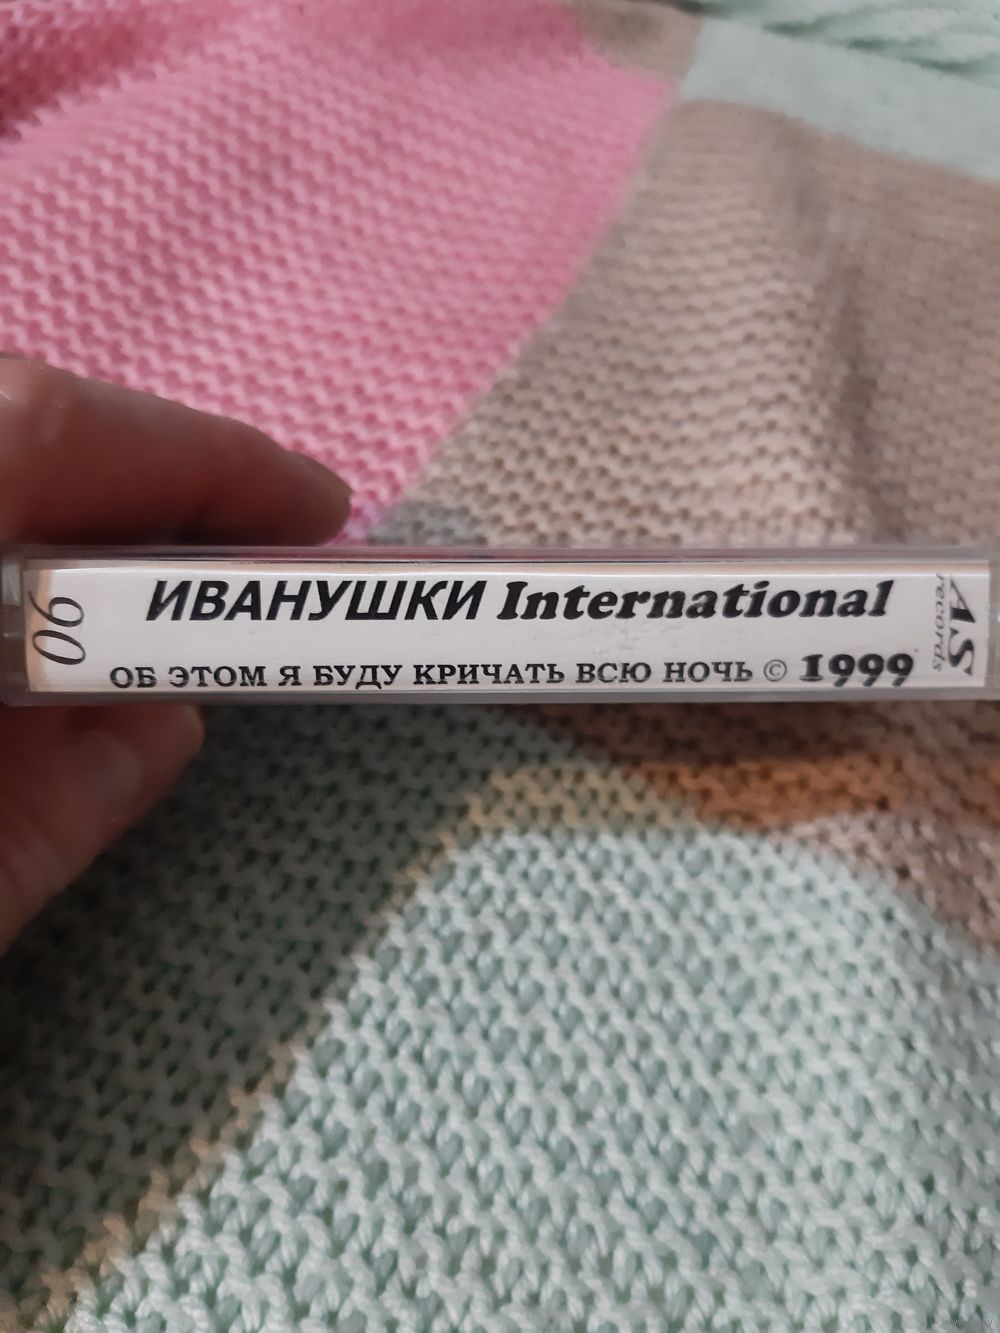 90
ИВАНУШКИ International
ОБ ЭТОМ Я БУДУ КРИЧАТЬ ВСЮ НОЧЬ © 1999
AS
records